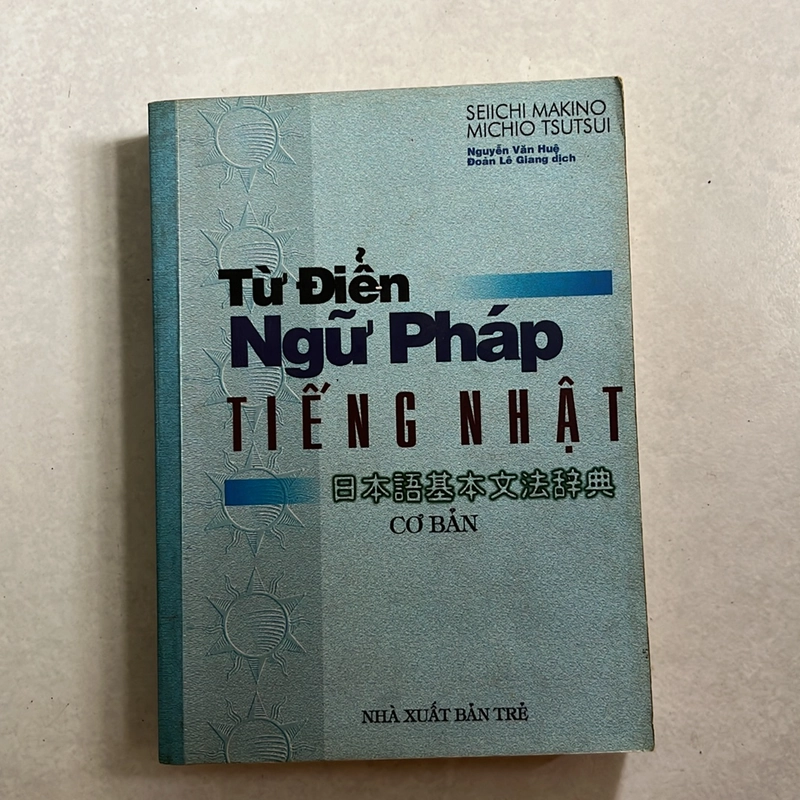 SEIICHI MAKINO
MICHIO TSUTSUI
Nguyễn Văn Huệ
Đoàn Lê Giang dịch
Từ Điển
Ngữ Pháp
TIẾNG NHẬT
日本語基本文法辞典
CƠ BẢN
NHÀ XUẤT BẢN TRẺ